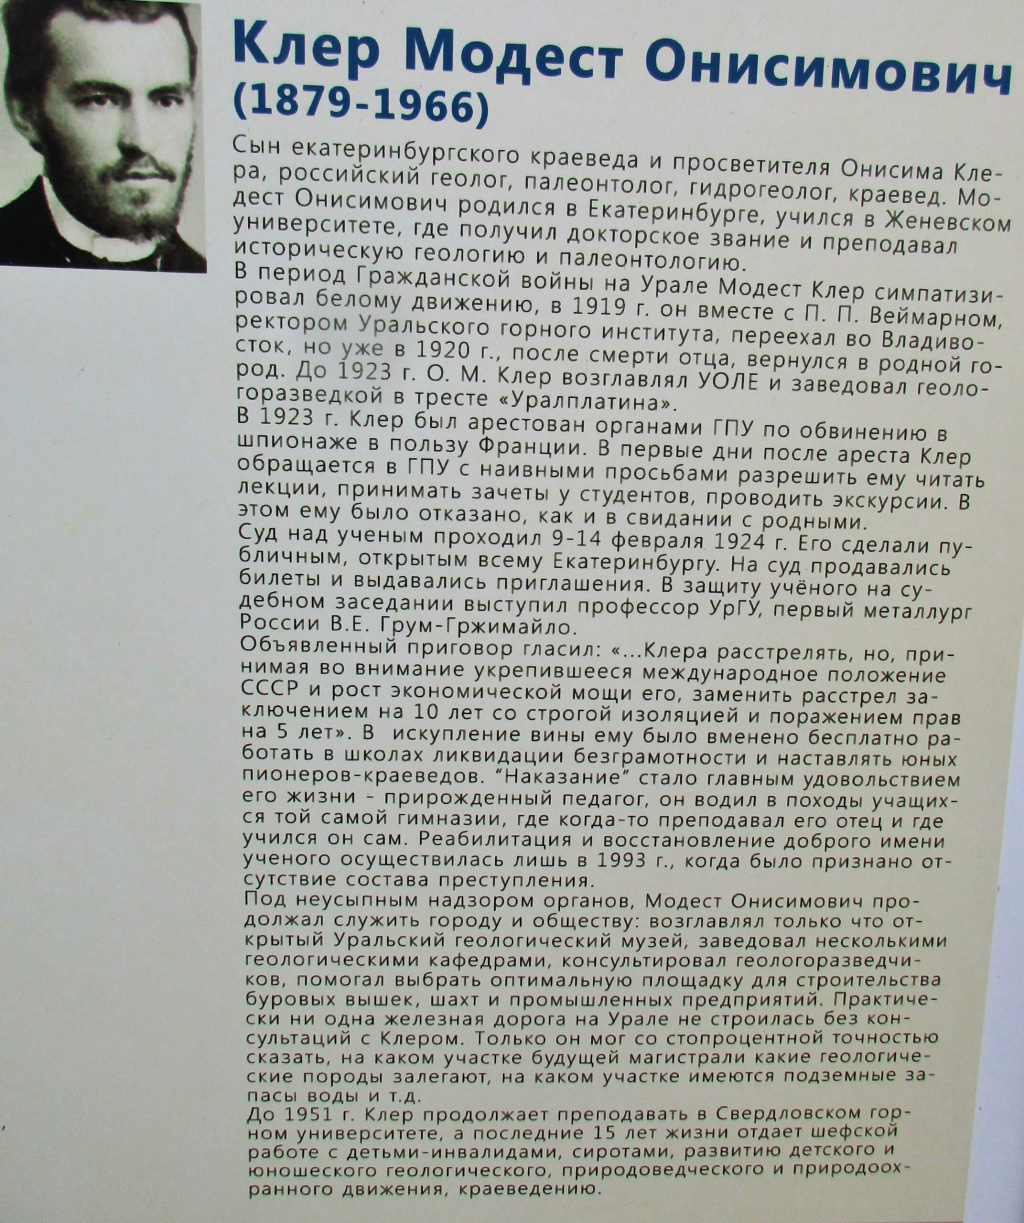 Клер Модест Онисимович
(1879-1966)
Сын екатеринбургского краеведа и просветителя Онисима Кле-
ра, российский геолог, палеонтолог, гидрогеолог, краевед. Мо-
дест Онисимович родился в Екатеринбурге, учился в Женевском
университете, где получил докторское звание и преподавал
историческую геологию и палеонтологию.
В период Гражданской войны на Урале Модест Клер симпатизи-
ровал белому движению, в 1919 г. он вместе с П. П. Веймарном,
ректором Уральского горного института, переехал во Владиво-
сток, но уже в 1920 г., после смерти отца, вернулся в родной го-
род. До 1923 г. О. М. Клер возглавлял УОЛЕ и заведовал геоло-
горазведкой в тресте «Уралплатина».
В 1923 г. Клер был арестован органами ГПУ по обвинению в
шпионаже в пользу Франции. В первые дни после ареста Клер
обращается в ГПУ с наивными просьбами разрешить ему читать
лекции, принимать зачеты у студентов, проводить экскурсии. В
этом ему было отказано, как и в свидании с родными.
Суд над ученым проходил 9-14 февраля 1924 г. Его сделали пу-
бличным, открытым всему Екатеринбургу. На суд продавались
билеты и выдавались приглашения. В защиту учёного на су-
дебном заседании выступил профессор УрГУ, первый металлург
России В.Е. Грум-Гржимайло.
Объявленный приговор гласил: «...Клера расстрелять, но, при-
нимая во внимание укрепившееся международное положение
СССР и рост экономической мощи его, заменить расстрел за-
ключением на 10 лет со строгой изоляцией и поражением прав
на 5 лет». В искупление вины ему было вменено бесплатно ра-
ботать в школах ликвидации безграмотности и наставлять юных
пионеров-краеведов. "Наказание" стало главным удовольствием
его жизни - прирожденный педагог, он водил в походы учащих-
ся той самой гимназии, где когда-то преподавал его отец и где
учился он сам. Реабилитация и восстановление доброго имени
ученого осуществилась лишь в 1993 г., когда было признано от-
сутствие состава преступления.
Под неусыпным надзором органов, Модест Онисимович про-
должал служить городу и обществу: возглавлял только что от-
крытый Уральский геологический музей, заведовал несколькими
геологическими кафедрами, консультировал геологоразведчи-
ков, помогал выбрать оптимальную площадку для строительства
буровых вышек, шахт и промышленных предприятий. Практиче-
ски ни одна железная дорога на Урале не строилась без кон-
сультаций с Клером. Только он мог со стопроцентной точностью
сказать, на каком участке будущей магистрали какие геологиче-
ские породы залегают, на каком участке имеются подземные за-
пасы воды и т.д.
До 1951 г. Клер продолжает преподавать в Свердловском гор-
ном университете, а последние 15 лет жизни отдает шефской
работе с детьми-инвалидами, сиротами, развитию детского и
юношеского геологического, природоведческого и природоох-
ранного движения, краеведению.